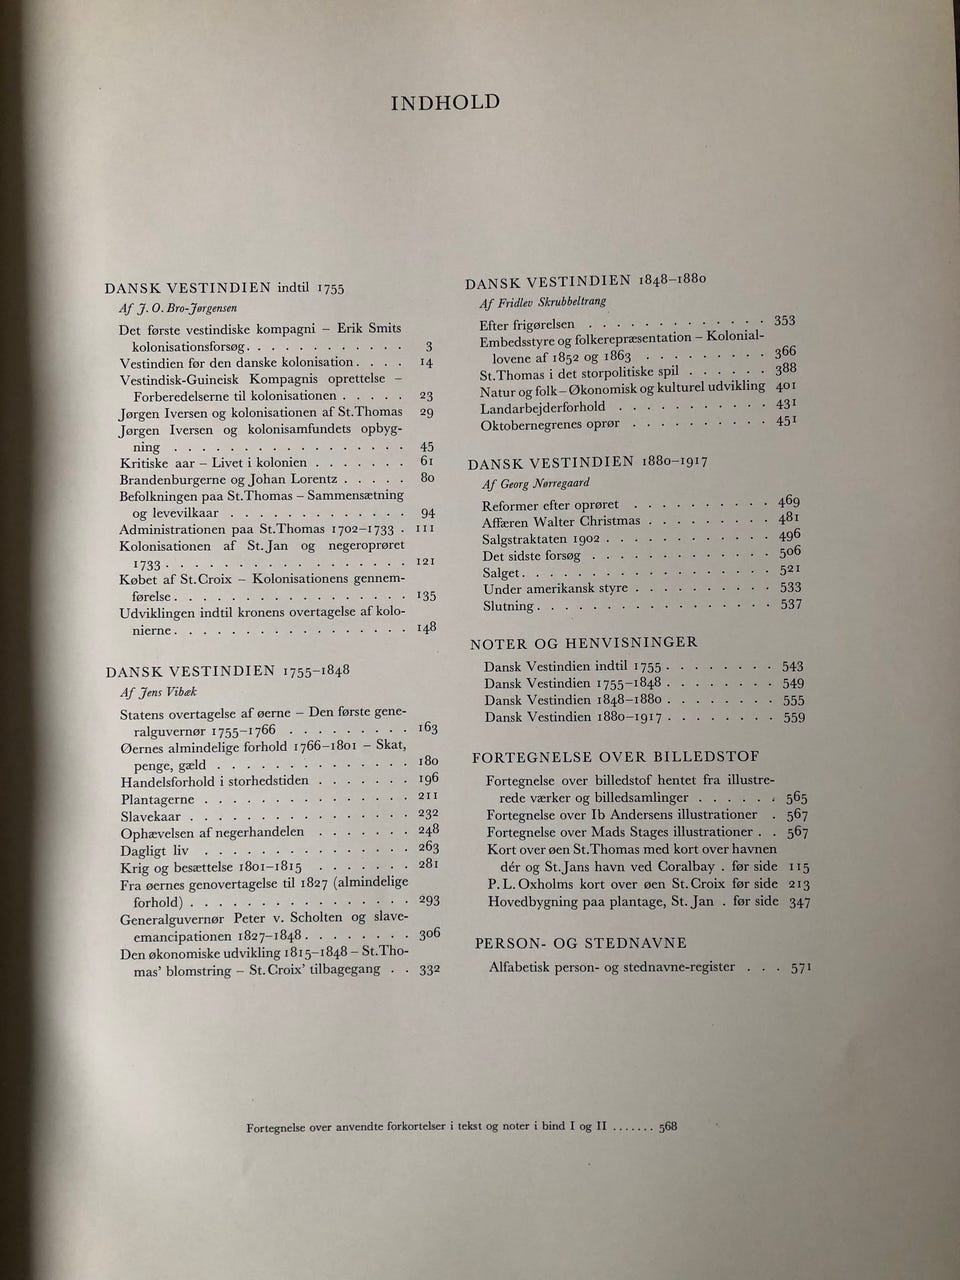 INDHOLD
DANSK VESTINDIEN indtil 1755
Af J. O. Bro-Jørgensen
Det første vestindiske kompagni – Erik Smits
kolonisationsforsøg. . . . . . . . . . . . 3
Vestindien før den danske kolonisation . . . . 14
Vestindisk-Guineisk Kompagnis oprettelse –
Forberedelserne til kolonisationen . . . . . 23
Jørgen Iversen og kolonisationen af St. Thomas 29
Jørgen Iversen og kolonisamfundets opbyg-
ning . . . . . . . . . . . . . . . . 45
Kritiske aar – Livet i kolonien . . . . . . . 61
Brandenburgerne og Johan Lorentz . . . . . 80
Befolkningen paa St. Thomas – Sammensætning
og levevilkaar . . . . . . . . . . . . 94
Administrationen paa St. Thomas 1702–1733 . 111
Kolonisationen af St. Jan og negeroprøret
1733 . . . . . . . . . . . . . . . . . 121
Købet af St. Croix – Kolonisationens gennem-
førelse . . . . . . . . . . . . . . . . 135
Udviklingen indtil kronens overtagelse af kolo-
nierne . . . . . . . . . . . . . . . . 148
DANSK VESTINDIEN 1755–1848
Af Jens Vibæk
Statens overtagelse af øerne – Den første gene-
ralguvernør 1755–1766 . . . . . . . . . 163
Øernes almindelige forhold 1766–1801 – Skat,
penge, gæld . . . . . . . . . . . . . . 180
Handelsforhold i storhedstiden . . . . . . . 196
Plantagerne . . . . . . . . . . . . . . . 211
Slavekaar . . . . . . . . . . . . . . . . 232
Ophævelsen af negerhandelen . . . . . . . 248
Dagligt liv . . . . . . . . . . . . . . . 263
Krig og besættelse 1801–1815 . . . . . . . 281
Fra øernes genovertagelse til 1827 (almindelige
forhold) . . . . . . . . . . . . . . . 293
Generalguvernør Peter v. Scholten og slave-
emancipationen 1827–1848 . . . . . . . . 306
Den økonomiske udvikling 1815–1848 – St. Tho-
mas' blomstring – St. Croix' tilbagegang . . 332
DANSK VESTINDIEN 1848–1880
Af Fridlev Skrubbeltrang
Efter frigørelsen . . . . . . . . . . . . . 353
Embedsstyre og folkerepræsentation – Kolonial-
lovene af 1852 og 1863 . . . . . . . . . 366
St. Thomas i det storpolitiske spil . . . . . . 388
Natur og folk – Økonomisk og kulturel udvikling 401
Landarbejderforhold . . . . . . . . . . . 431
Oktobernegrenes oprør . . . . . . . . . . 451
DANSK VESTINDIEN 1880–1917
Af Georg Nørregaard
Reformer efter oprøret . . . . . . . . . . 469
Affæren Walter Christmas . . . . . . . . . 481
Salgstraktaten 1902 . . . . . . . . . . . . 496
Det sidste forsøg . . . . . . . . . . . . 506
Salget. . . . . . . . . . . . . . . . . . 521
Under amerikansk styre . . . . . . . . . . 533
Slutning. . . . . . . . . . . . . . . . . 537
NOTER OG HENVISNINGER
Dansk Vestindien indtil 1755 . . . . . . . . 543
Dansk Vestindien 1755–1848 . . . . . . . . 549
Dansk Vestindien 1848–1880 . . . . . . . . 555
Dansk Vestindien 1880–1917 . . . . . . . . 559
FORTEGNELSE OVER BILLEDSTOF
Fortegnelse over billedstof hentet fra illustre-
rede værker og billedsamlinger . . . . . . 565
Fortegnelse over Ib Andersens illustrationer . 567
Fortegnelse over Mads Stages illustrationer . . 567
Kort over øen St. Thomas med kort over havnen
dér og St. Jans havn ved Coralbay . før side 115
P. L. Oxholms kort over øen St. Croix før side 213
Hovedbygning paa plantage, St. Jan . før side 347
PERSON- OG STEDNAVNE
Alfabetisk person- og stednavne-register . . . 571
Fortegnelse over anvendte forkortelser i tekst og noter i bind I og II . . . . . . . 568